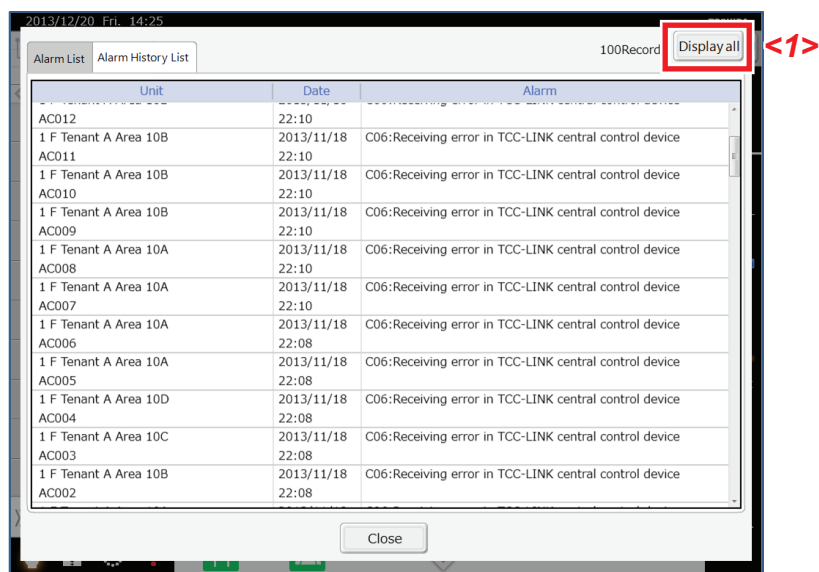 2013/12/20 Fri. 14:25
Alarm List
Alarm History List
100Record
Display all
<1>
Unit Date Alarm
AC012 22:10
1 F Tenant A Area 10B 2013/11/18 C06:Receiving error in TCC-LINK central control device
AC011 22:10
1 F Tenant A Area 10B 2013/11/18 C06:Receiving error in TCC-LINK central control device
AC010 22:10
1 F Tenant A Area 10B 2013/11/18 C06:Receiving error in TCC-LINK central control device
AC009 22:10
1 F Tenant A Area 10A 2013/11/18 C06:Receiving error in TCC-LINK central control device
AC008 22:10
1 F Tenant A Area 10A 2013/11/18 C06:Receiving error in TCC-LINK central control device
AC007 22:10
1 F Tenant A Area 10A 2013/11/18 C06:Receiving error in TCC-LINK central control device
AC006 22:08
1 F Tenant A Area 10A 2013/11/18 C06:Receiving error in TCC-LINK central control device
AC005 22:08
1 F Tenant A Area 10D 2013/11/18 C06:Receiving error in TCC-LINK central control device
AC004 22:08
1 F Tenant A Area 10C 2013/11/18 C06:Receiving error in TCC-LINK central control device
AC003 22:08
1 F Tenant A Area 10B 2013/11/18 C06:Receiving error in TCC-LINK central control device
AC002 22:08
Close